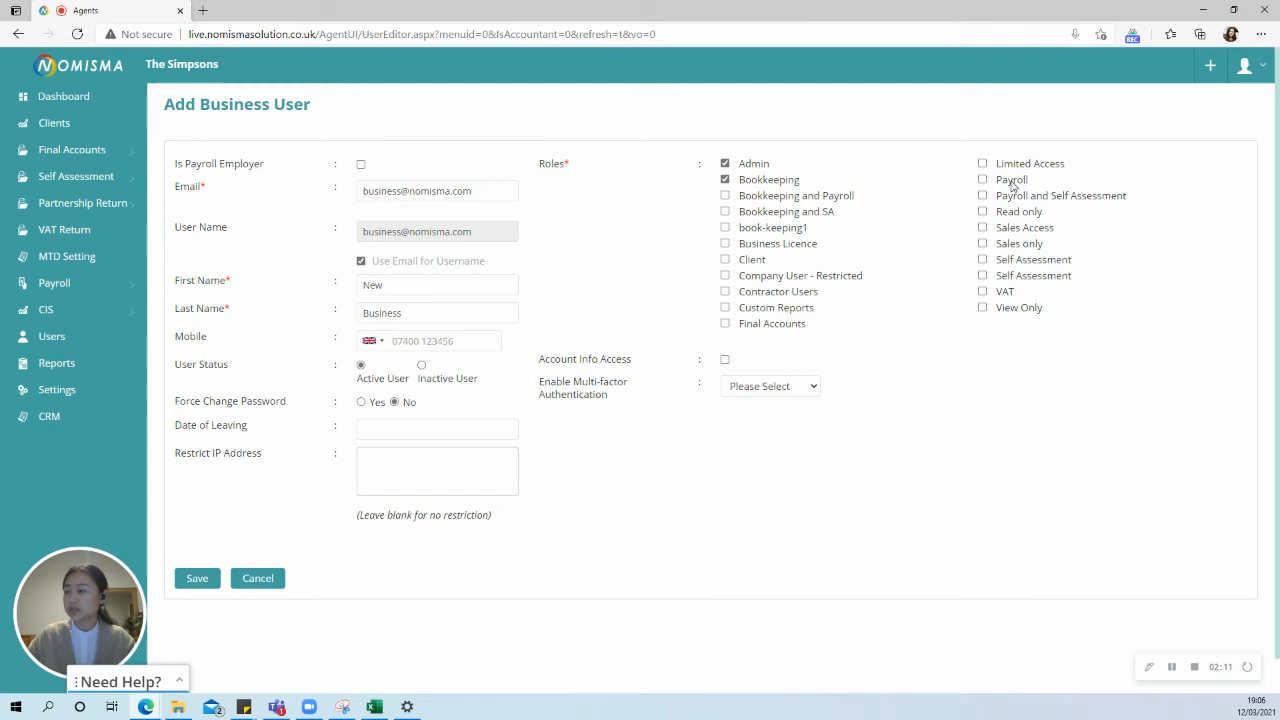 Agents
Not secure
live.nomismasolution.co.uk/AgentUI/UserEditor.aspx?menuid=0&IsAccountant=0&refresh=t&vo=0
REC
NOMISMA
The Simpsons
Dashboard
Clients
Final Accounts
Self Assessment
Partnership Return
VAT Return
MTD Setting
Payroll
CIS
Users
Reports
Settings
CRM
Add Business User
Is Payroll Employer :
Email* : business@nomisma.com
User Name : business@nomisma.com
Use Email for Username
First Name* : New
Last Name* : Business
Mobile : 07400 123456
User Status :
Active User Inactive User
Force Change Password : Yes No
Date of Leaving :
Restrict IP Address :
(Leave blank for no restriction)
Save Cancel
Roles* :
Admin
Bookkeeping
Bookkeeping and Payroll
Bookkeeping and SA
book-keeping1
Business Licence
Client
Company User - Restricted
Contractor Users
Custom Reports
Final Accounts
Limited Access
Payroll
Payroll and Self Assessment
Read only
Sales Access
Sales only
Self Assessment
Self Assessment
VAT
View Only
Account Info Access :
Enable Multi-factor : Please Select
Authentication
Need Help?
02:11
19:06
12/03/2021